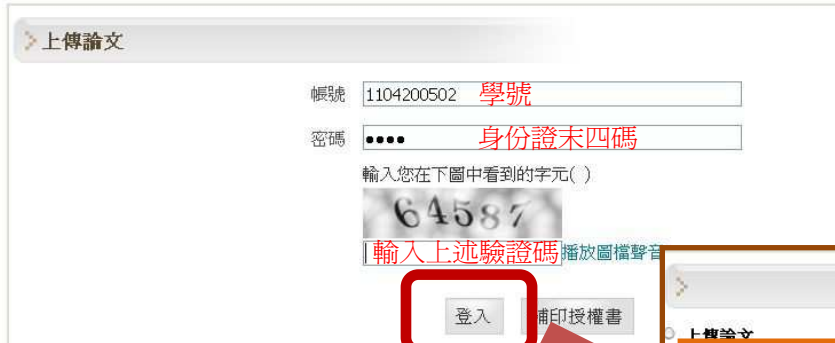 上傳論文
帳號 1104200502 學號
密碼 •••• 身份證末四碼
輸入您在下圖中看到的字元( )
64587
輸入上述驗證碼 播放圖檔聲音
登入 補印授權書
上傳論文